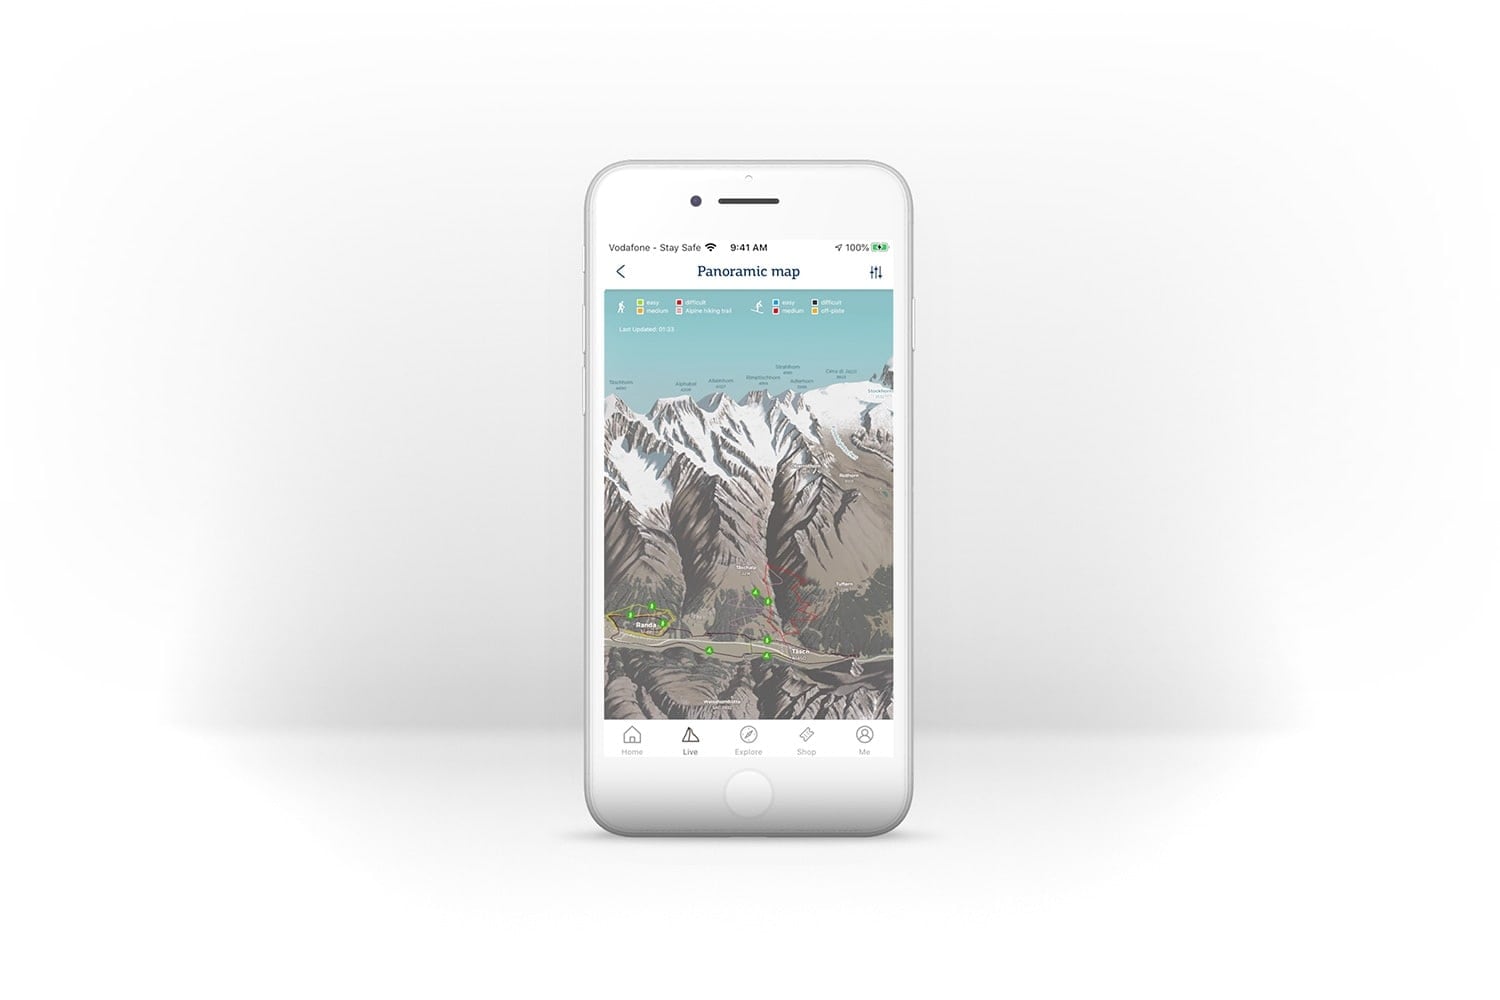 Vodafone - Stay Safe 9:41 AM 100%
Panoramic map
easy difficult easy difficult
medium Alpine hiking trail medium off-piste
Last Updated: 01:33
Strahlhorn
Täschhorn Alphubel Allalinhorn Rimpfischhorn Adlerhorn Cima di Jazzi
Stockhorn
Täschalp
Tuftern
Randa
Täsch
Weisshornhütte
Home Live Explore Shop Me